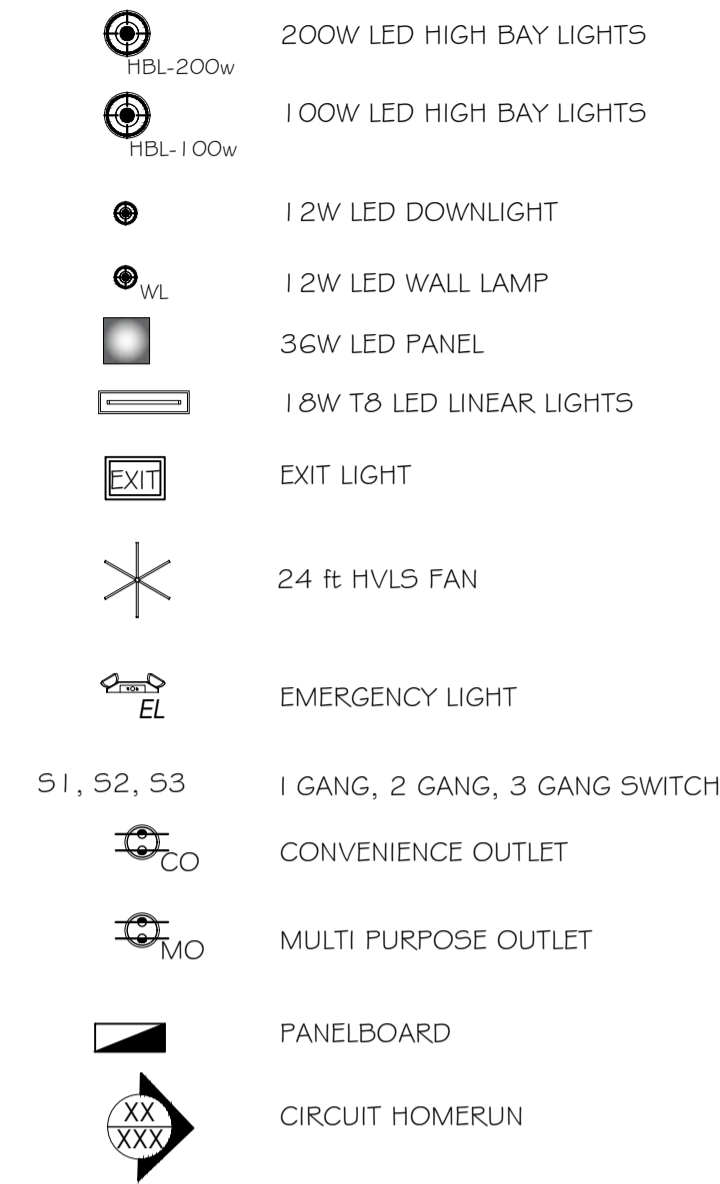 200W LED HIGH BAY LIGHTS
HBL-200w
100W LED HIGH BAY LIGHTS
HBL-100w
12W LED DOWNLIGHT
12W LED WALL LAMP
WL
36W LED PANEL
18W T8 LED LINEAR LIGHTS
EXIT EXIT LIGHT
24 ft HVLS FAN
EMERGENCY LIGHT
EL
S1, S2, S3 1 GANG, 2 GANG, 3 GANG SWITCH
CO CONVENIENCE OUTLET
MO MULTI PURPOSE OUTLET
PANELBOARD
XX
CIRCUIT HOMERUN
XXX